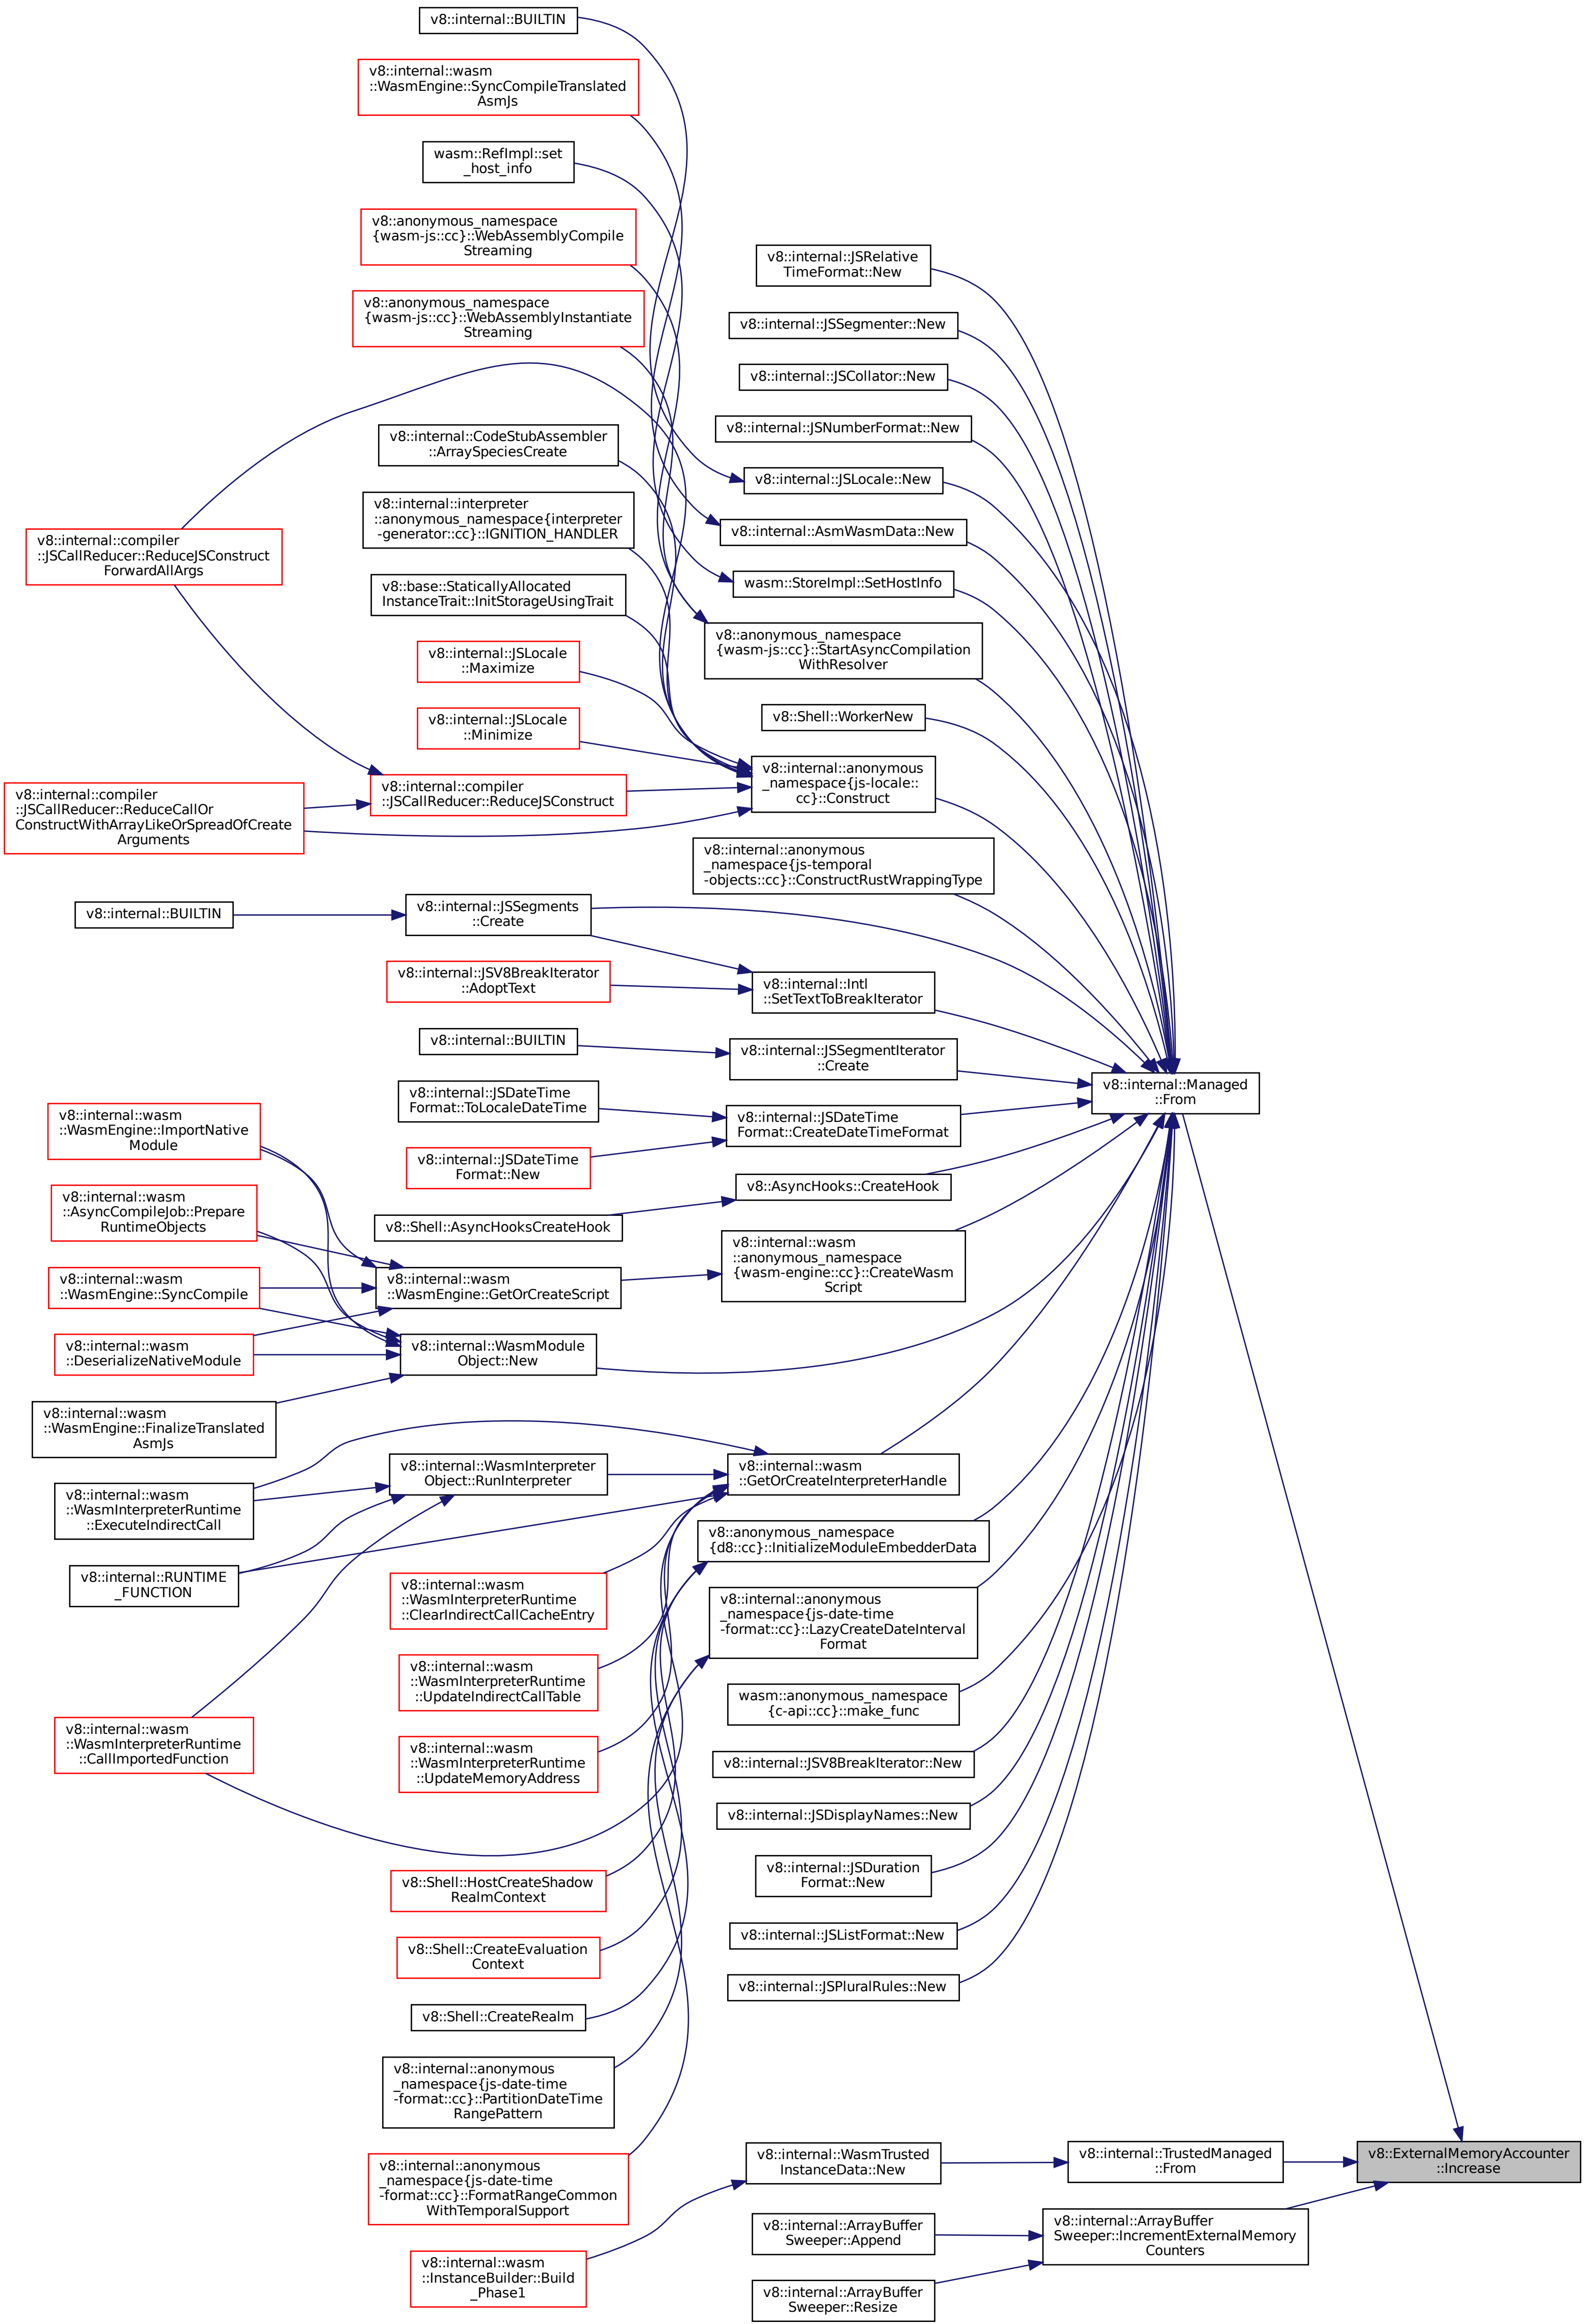 v8::internal::BUILTIN
v8::internal::wasm
::WasmEngine::SyncCompileTranslated
AsmJs
wasm::RefImpl::set
_host_info
v8::anonymous_namespace
{wasm-js::cc}::WebAssemblyCompile
Streaming
v8::anonymous_namespace
{wasm-js::cc}::WebAssemblyInstantiate
Streaming
v8::internal::CodeStubAssembler
::ArraySpeciesCreate
v8::internal::interpreter
::anonymous_namespace{interpreter
-generator::cc}::IGNITION_HANDLER
v8::internal::compiler
::JSCallReducer::ReduceJSConstruct
ForwardAllArgs
v8::base::StaticallyAllocated
InstanceTrait::InitStorageUsingTrait
v8::internal::JSLocale
::Maximize
v8::internal::JSLocale
::Minimize
v8::internal::compiler
::JSCallReducer::ReduceJSConstruct
v8::internal::compiler
::JSCallReducer::ReduceCallOr
ConstructWithArrayLikeOrSpreadOfCreate
Arguments
v8::internal::JSRelative
TimeFormat::New
v8::internal::JSSegmenter::New
v8::internal::JSCollator::New
v8::internal::JSNumberFormat::New
v8::internal::JSLocale::New
v8::internal::AsmWasmData::New
wasm::StoreImpl::SetHostInfo
v8::anonymous_namespace
{wasm-js::cc}::StartAsyncCompilation
WithResolver
v8::Shell::WorkerNew
v8::internal::anonymous
_namespace{js-locale::
cc}::Construct
v8::internal::anonymous
_namespace{js-temporal
-objects::cc}::ConstructRustWrappingType
v8::internal::BUILTIN
v8::internal::JSSegments
::Create
v8::internal::JSV8BreakIterator
::AdoptText
v8::internal::Intl
::SetTextToBreakIterator
v8::internal::BUILTIN
v8::internal::JSSegmentIterator
::Create
v8::internal::JSDateTime
Format::ToLocaleDateTime
v8::internal::JSDateTime
Format::CreateDateTimeFormat
v8::internal::JSDateTime
Format::New
v8::internal::Managed
::From
v8::AsyncHooks::CreateHook
v8::Shell::AsyncHooksCreateHook
v8::internal::wasm
::anonymous_namespace
{wasm-engine::cc}::CreateWasm
Script
v8::internal::wasm
::WasmEngine::ImportNative
Module
v8::internal::wasm
::AsyncCompileJob::Prepare
RuntimeObjects
v8::internal::wasm
::WasmEngine::SyncCompile
v8::internal::wasm
::DeserializeNativeModule
v8::internal::wasm
::WasmEngine::FinalizeTranslated
AsmJs
v8::internal::wasm
::WasmEngine::GetOrCreateScript
v8::internal::WasmModule
Object::New
v8::internal::wasm
::WasmInterpreterRuntime
::ExecuteIndirectCall
v8::internal::WasmInterpreter
Object::RunInterpreter
v8::internal::wasm
::GetOrCreateInterpreterHandle
v8::internal::RUNTIME
_FUNCTION
v8::internal::wasm
::WasmInterpreterRuntime
::ClearIndirectCallCacheEntry
v8::internal::wasm
::WasmInterpreterRuntime
::UpdateIndirectCallTable
v8::internal::wasm
::WasmInterpreterRuntime
::UpdateMemoryAddress
v8::internal::wasm
::WasmInterpreterRuntime
::CallImportedFunction
v8::anonymous_namespace
{d8::cc}::InitializeModuleEmbedderData
v8::internal::anonymous
_namespace{js-date-time
-format::cc}::LazyCreateDateInterval
Format
wasm::anonymous_namespace
{c-api::cc}::make_func
v8::internal::JSV8BreakIterator::New
v8::internal::JSDisplayNames::New
v8::internal::JSDuration
Format::New
v8::internal::JSListFormat::New
v8::internal::JSPluralRules::New
v8::Shell::HostCreateShadow
RealmContext
v8::Shell::CreateEvaluation
Context
v8::Shell::CreateRealm
v8::internal::anonymous
_namespace{js-date-time
-format::cc}::PartitionDateTime
RangePattern
v8::internal::anonymous
_namespace{js-date-time
-format::cc}::FormatRangeCommon
WithTemporalSupport
v8::internal::wasm
::InstanceBuilder::Build
_Phase1
v8::internal::WasmTrusted
InstanceData::New
v8::internal::TrustedManaged
::From
v8::ExternalMemoryAccounter
::Increase
v8::internal::ArrayBuffer
Sweeper::Append
v8::internal::ArrayBuffer
Sweeper::IncrementExternalMemory
Counters
v8::internal::ArrayBuffer
Sweeper::Resize